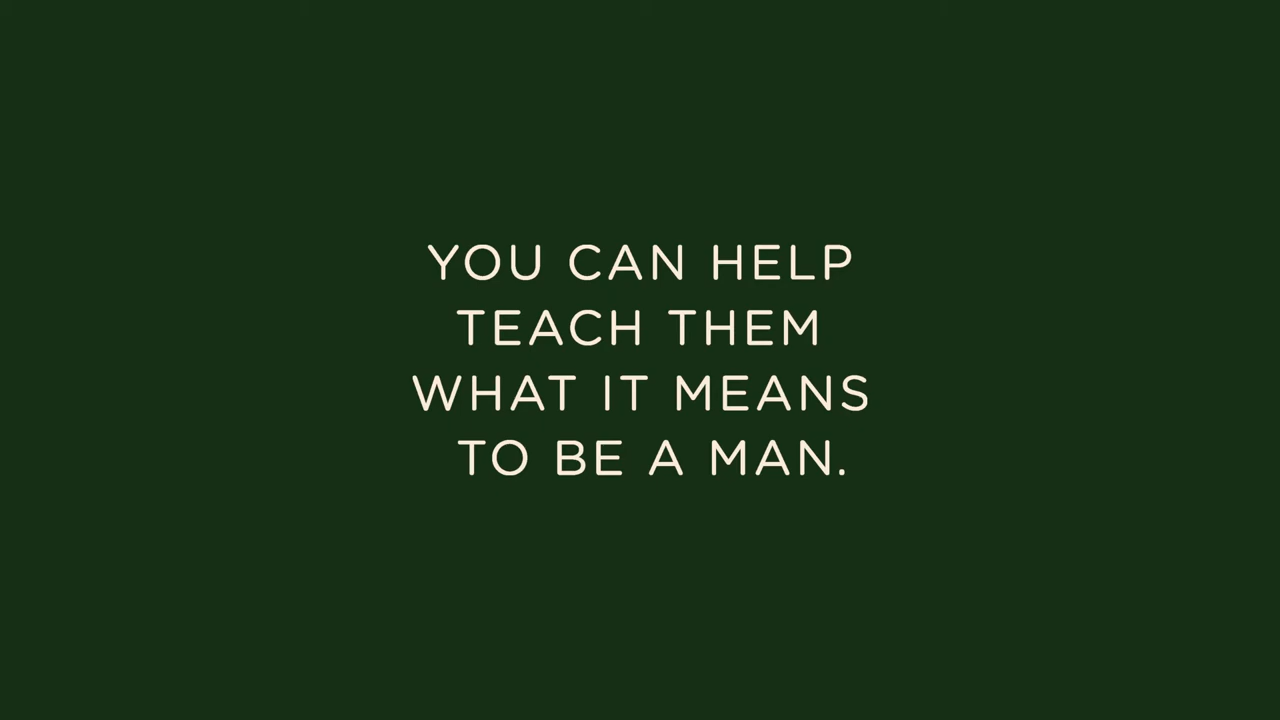 YOU CAN HELP
TEACH THEM
WHAT IT MEANS
TO BE A MAN.